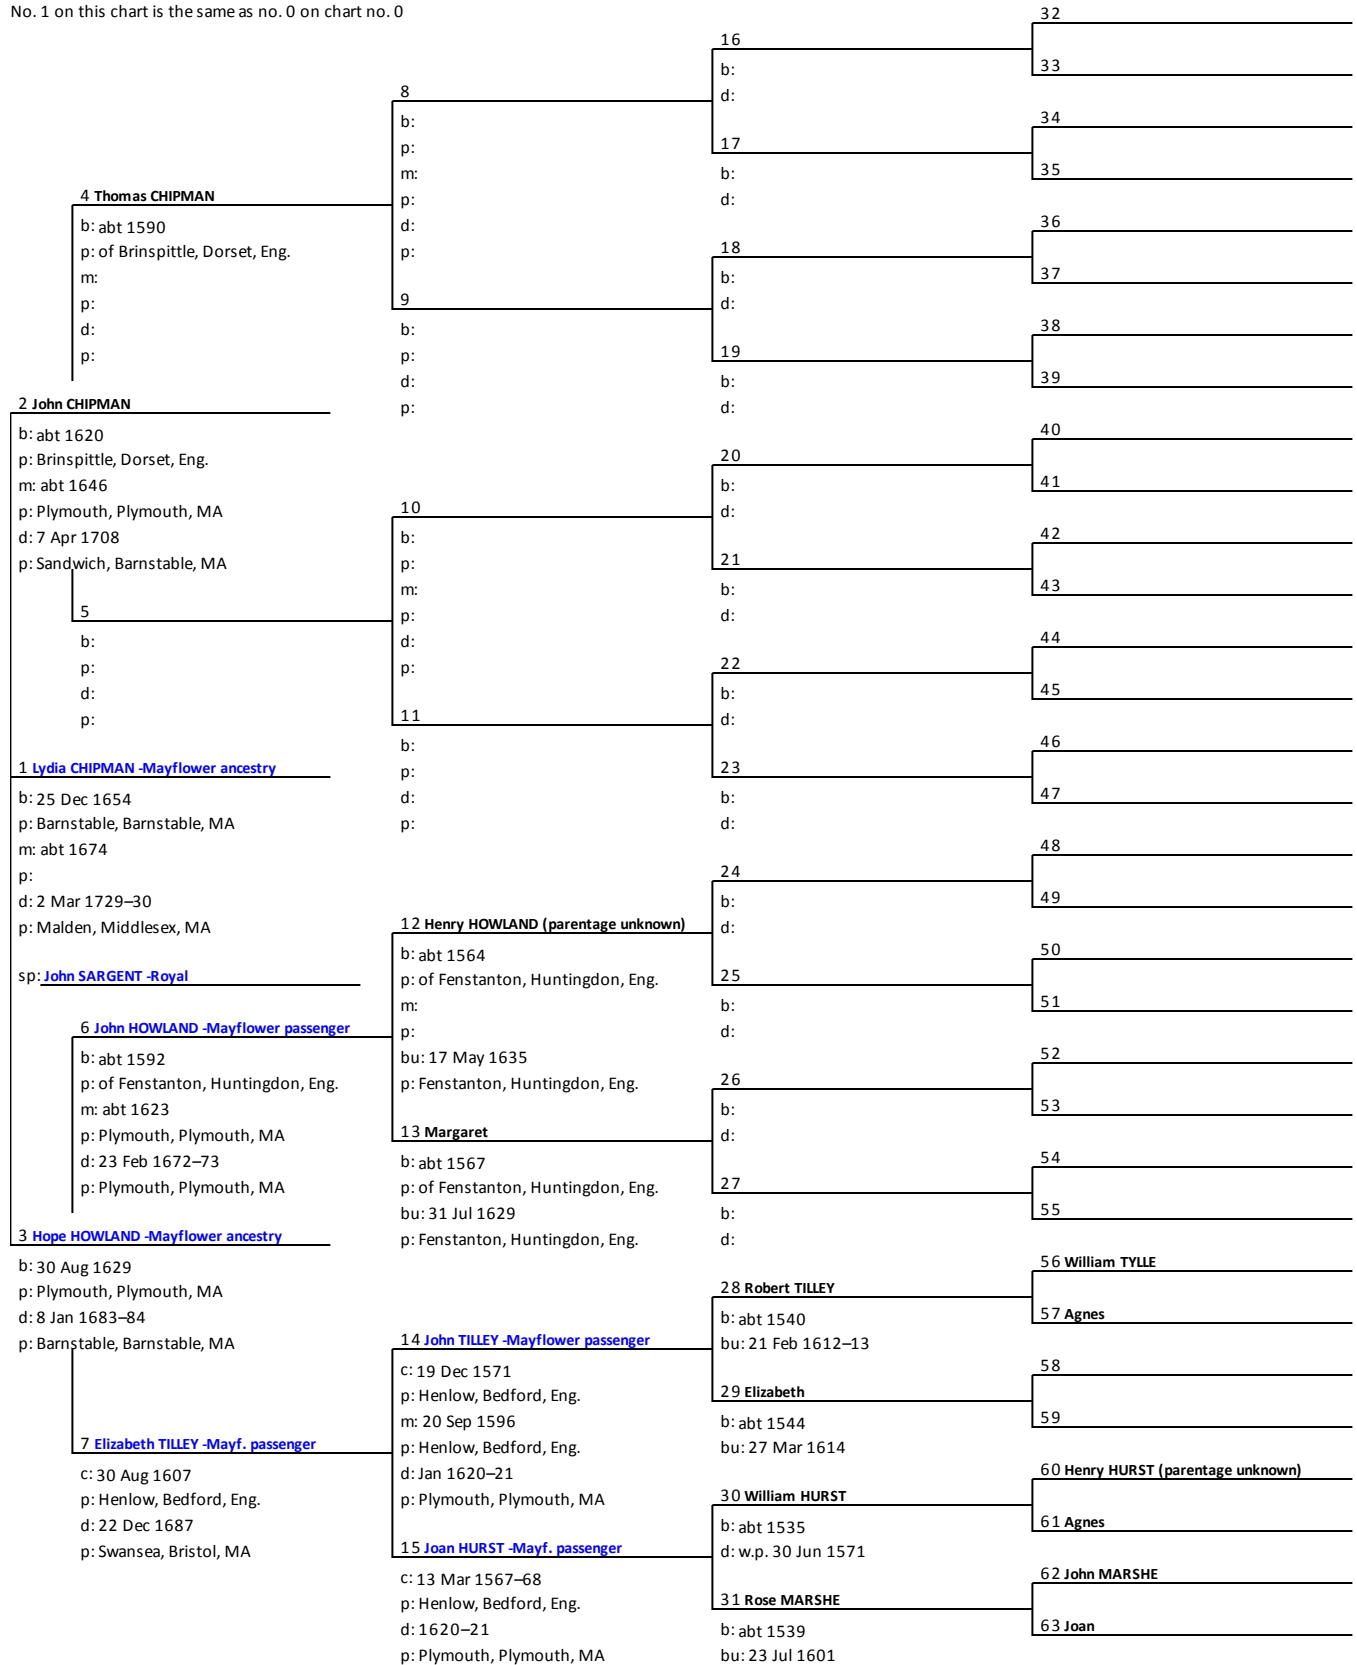 No. 1 on this chart is the same as no. 0 on chart no. 0
4 Thomas CHIPMAN
b: abt 1590
p: of Brinspittle, Dorset, Eng.
m:
p:
d:
p:
2 John CHIPMAN
b: abt 1620
p: Brinspittle, Dorset, Eng.
m: abt 1646
p: Plymouth, Plymouth, MA
d: 7 Apr 1708
p: Sandwich, Barnstable, MA
5
b:
p:
d:
p:
1 Lydia CHIPMAN -Mayflower ancestry
b: 25 Dec 1654
p: Barnstable, Barnstable, MA
m: abt 1674
p:
d: 2 Mar 1729–30
p: Malden, Middlesex, MA
sp: John SARGENT -Royal
6 John HOWLAND -Mayflower passenger
b: abt 1592
p: of Fenstanton, Huntingdon, Eng.
m: abt 1623
p: Plymouth, Plymouth, MA
d: 23 Feb 1672–73
p: Plymouth, Plymouth, MA
3 Hope HOWLAND -Mayflower ancestry
b: 30 Aug 1629
p: Plymouth, Plymouth, MA
d: 8 Jan 1683–84
p: Barnstable, Barnstable, MA
7 Elizabeth TILLEY -Mayf. passenger
c: 30 Aug 1607
p: Henlow, Bedford, Eng.
d: 22 Dec 1687
p: Swansea, Bristol, MA
8
b:
p:
m:
p:
d:
p:
9
b:
p:
d:
p:
10
b:
p:
m:
p:
d:
p:
11
b:
p:
d:
p:
12 Henry HOWLAND (parentage unknown)
b: abt 1564
p: of Fenstanton, Huntingdon, Eng.
m:
p:
bu: 17 May 1635
p: Fenstanton, Huntingdon, Eng.
13 Margaret
b: abt 1567
p: of Fenstanton, Huntingdon, Eng.
bu: 31 Jul 1629
p: Fenstanton, Huntingdon, Eng.
14 John TILLEY -Mayflower passenger
c: 19 Dec 1571
p: Henlow, Bedford, Eng.
m: 20 Sep 1596
p: Henlow, Bedford, Eng.
d: Jan 1620–21
p: Plymouth, Plymouth, MA
15 Joan HURST -Mayf. passenger
c: 13 Mar 1567–68
p: Henlow, Bedford, Eng.
d: 1620–21
p: Plymouth, Plymouth, MA
16
b:
d:
17
b:
d:
18
b:
d:
19
b:
d:
20
b:
d:
21
b:
d:
22
b:
d:
23
b:
d:
24
b:
d:
25
b:
d:
26
b:
d:
27
b:
d:
28 Robert TILLEY
b: abt 1540
bu: 21 Feb 1612–13
29 Elizabeth
b: abt 1544
bu: 27 Mar 1614
30 William HURST
b: abt 1535
d: w.p. 30 Jun 1571
31 Rose MARSHE
b: abt 1539
bu: 23 Jul 1601
32
33
34
35
36
37
38
39
40
41
42
43
44
45
46
47
48
49
50
51
52
53
54
55
56 William TYLLE
57 Agnes
58
59
60 Henry HURST (parentage unknown)
61 Agnes
62 John MARSHE
63 Joan